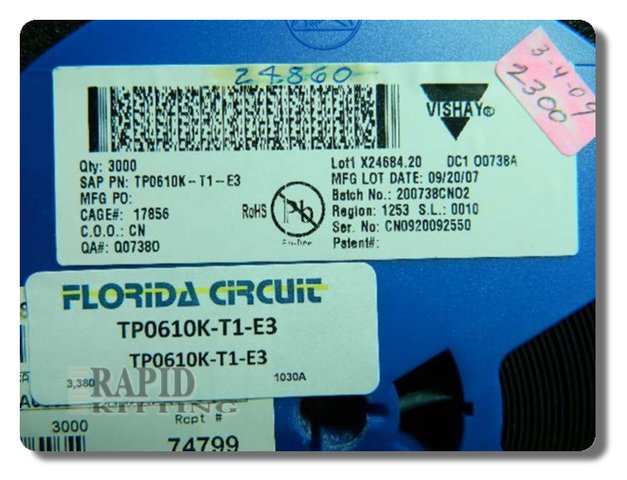 24860
3-4-09
2300
VISHAY®
Qty: 3000
SAP PN: TP0610K-T1-E3
MFG PO:
CAGE#: 17856
C.O.O.: CN
QA#: Q07380
RoHS
Pb
Pb-free
Lot1 X24684.20 DC1 O0738A
MFG LOT DATE: 09/20/07
Batch No.: 200738CN02
Region: 1253 S.L.: 0010
Ser. No: CN0920092550
Patent#:
FLORIDA CIRCUIT
TP0610K-T1-E3
TP0610K-T1-E3
3,380 1030A
RAPID
KITTING
3000
Rcpt #
74799